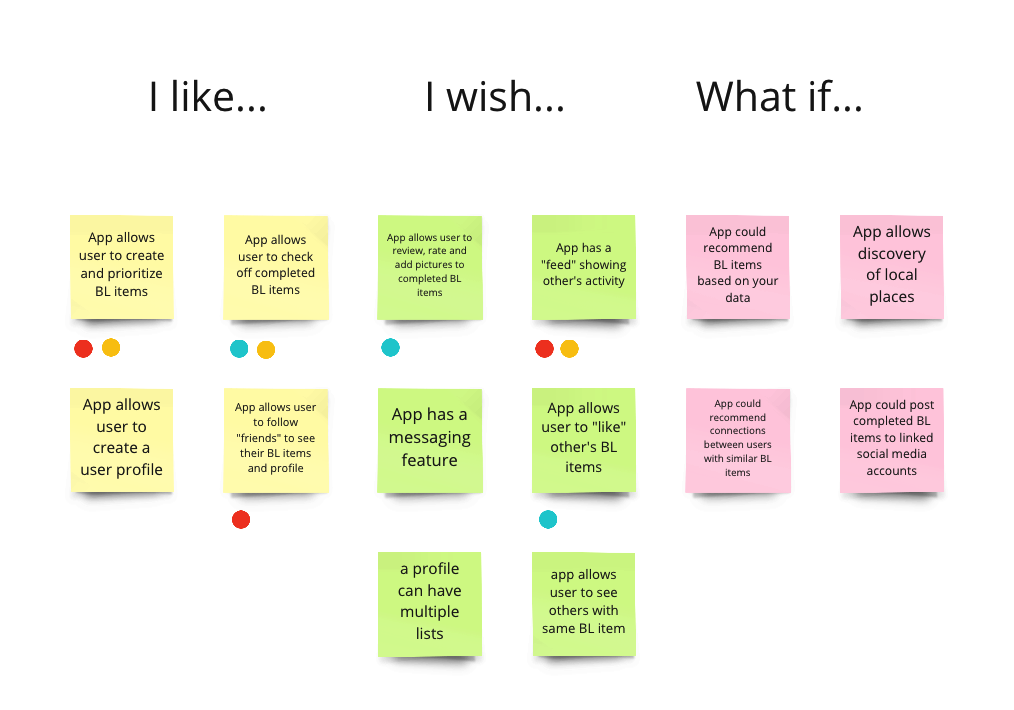 I like...
I wish...
What if...
App allows
user to create
and prioritize
BL items
App allows
user to check
off completed
BL items
App allows user to
review, rate and
add pictures to
completed BL
items
App has a
"feed" showing
other's activity
App could
recommend
BL items
based on your
data
App allows
discovery
of local
places
App allows
user to
create a
user profile
App allows user
to follow
"friends" to see
their BL items
and profile
App has a
messaging
feature
App allows
user to "like"
other's BL
items
App could
recommend
connections
between users
with similar BL
items
App could post
completed BL
items to linked
social media
accounts
a profile
can have
multiple
lists
app allows
user to see
others with
same BL item